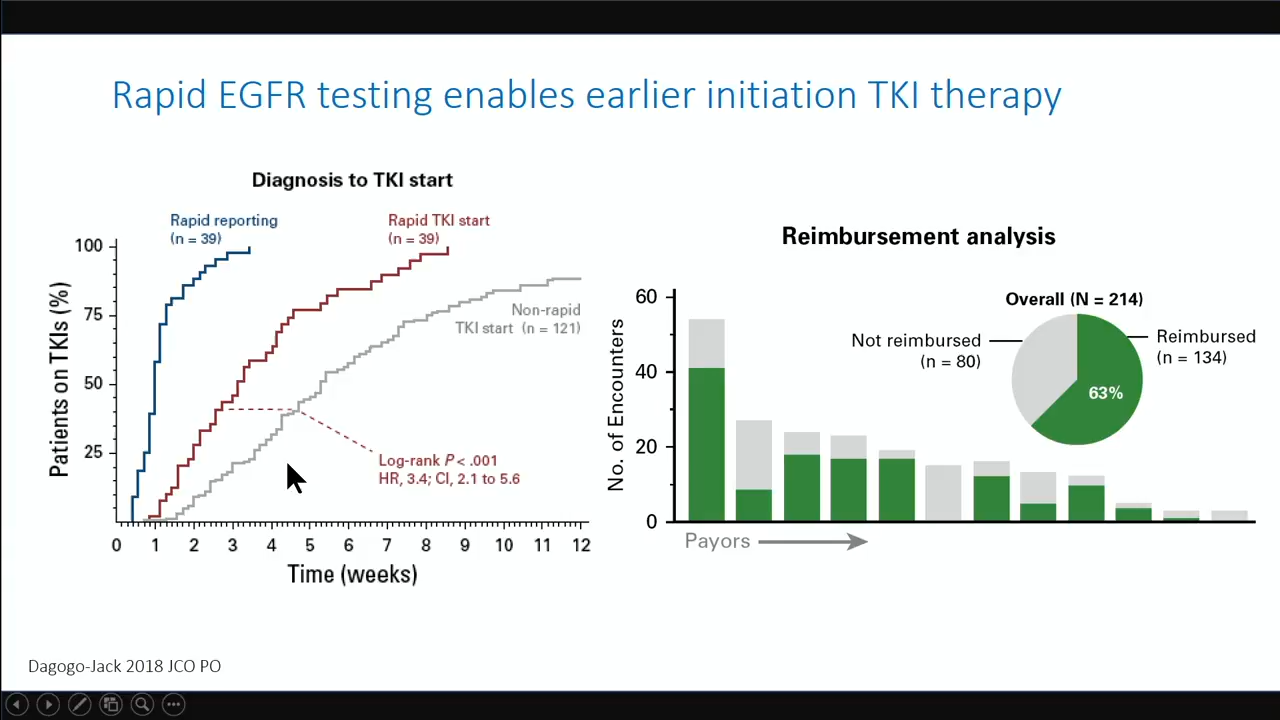 Rapid EGFR testing enables earlier initiation TKI therapy
Diagnosis to TKI start
Rapid reporting
(n = 39)
Rapid TKI start
(n = 39)
Non-rapid
TKI start (n = 121)
Log-rank P < .001
HR, 3.4; CI, 2.1 to 5.6
Patients on TKIs (%)
100
75
50
25
0 1 2 3 4 5 6 7 8 9 10 11 12
Time (weeks)
Reimbursement analysis
Overall (N = 214)
Not reimbursed
(n = 80)
Reimbursed
(n = 134)
63%
No. of Encounters
60
40
20
0
Payors
Dagogo-Jack 2018 JCO PO